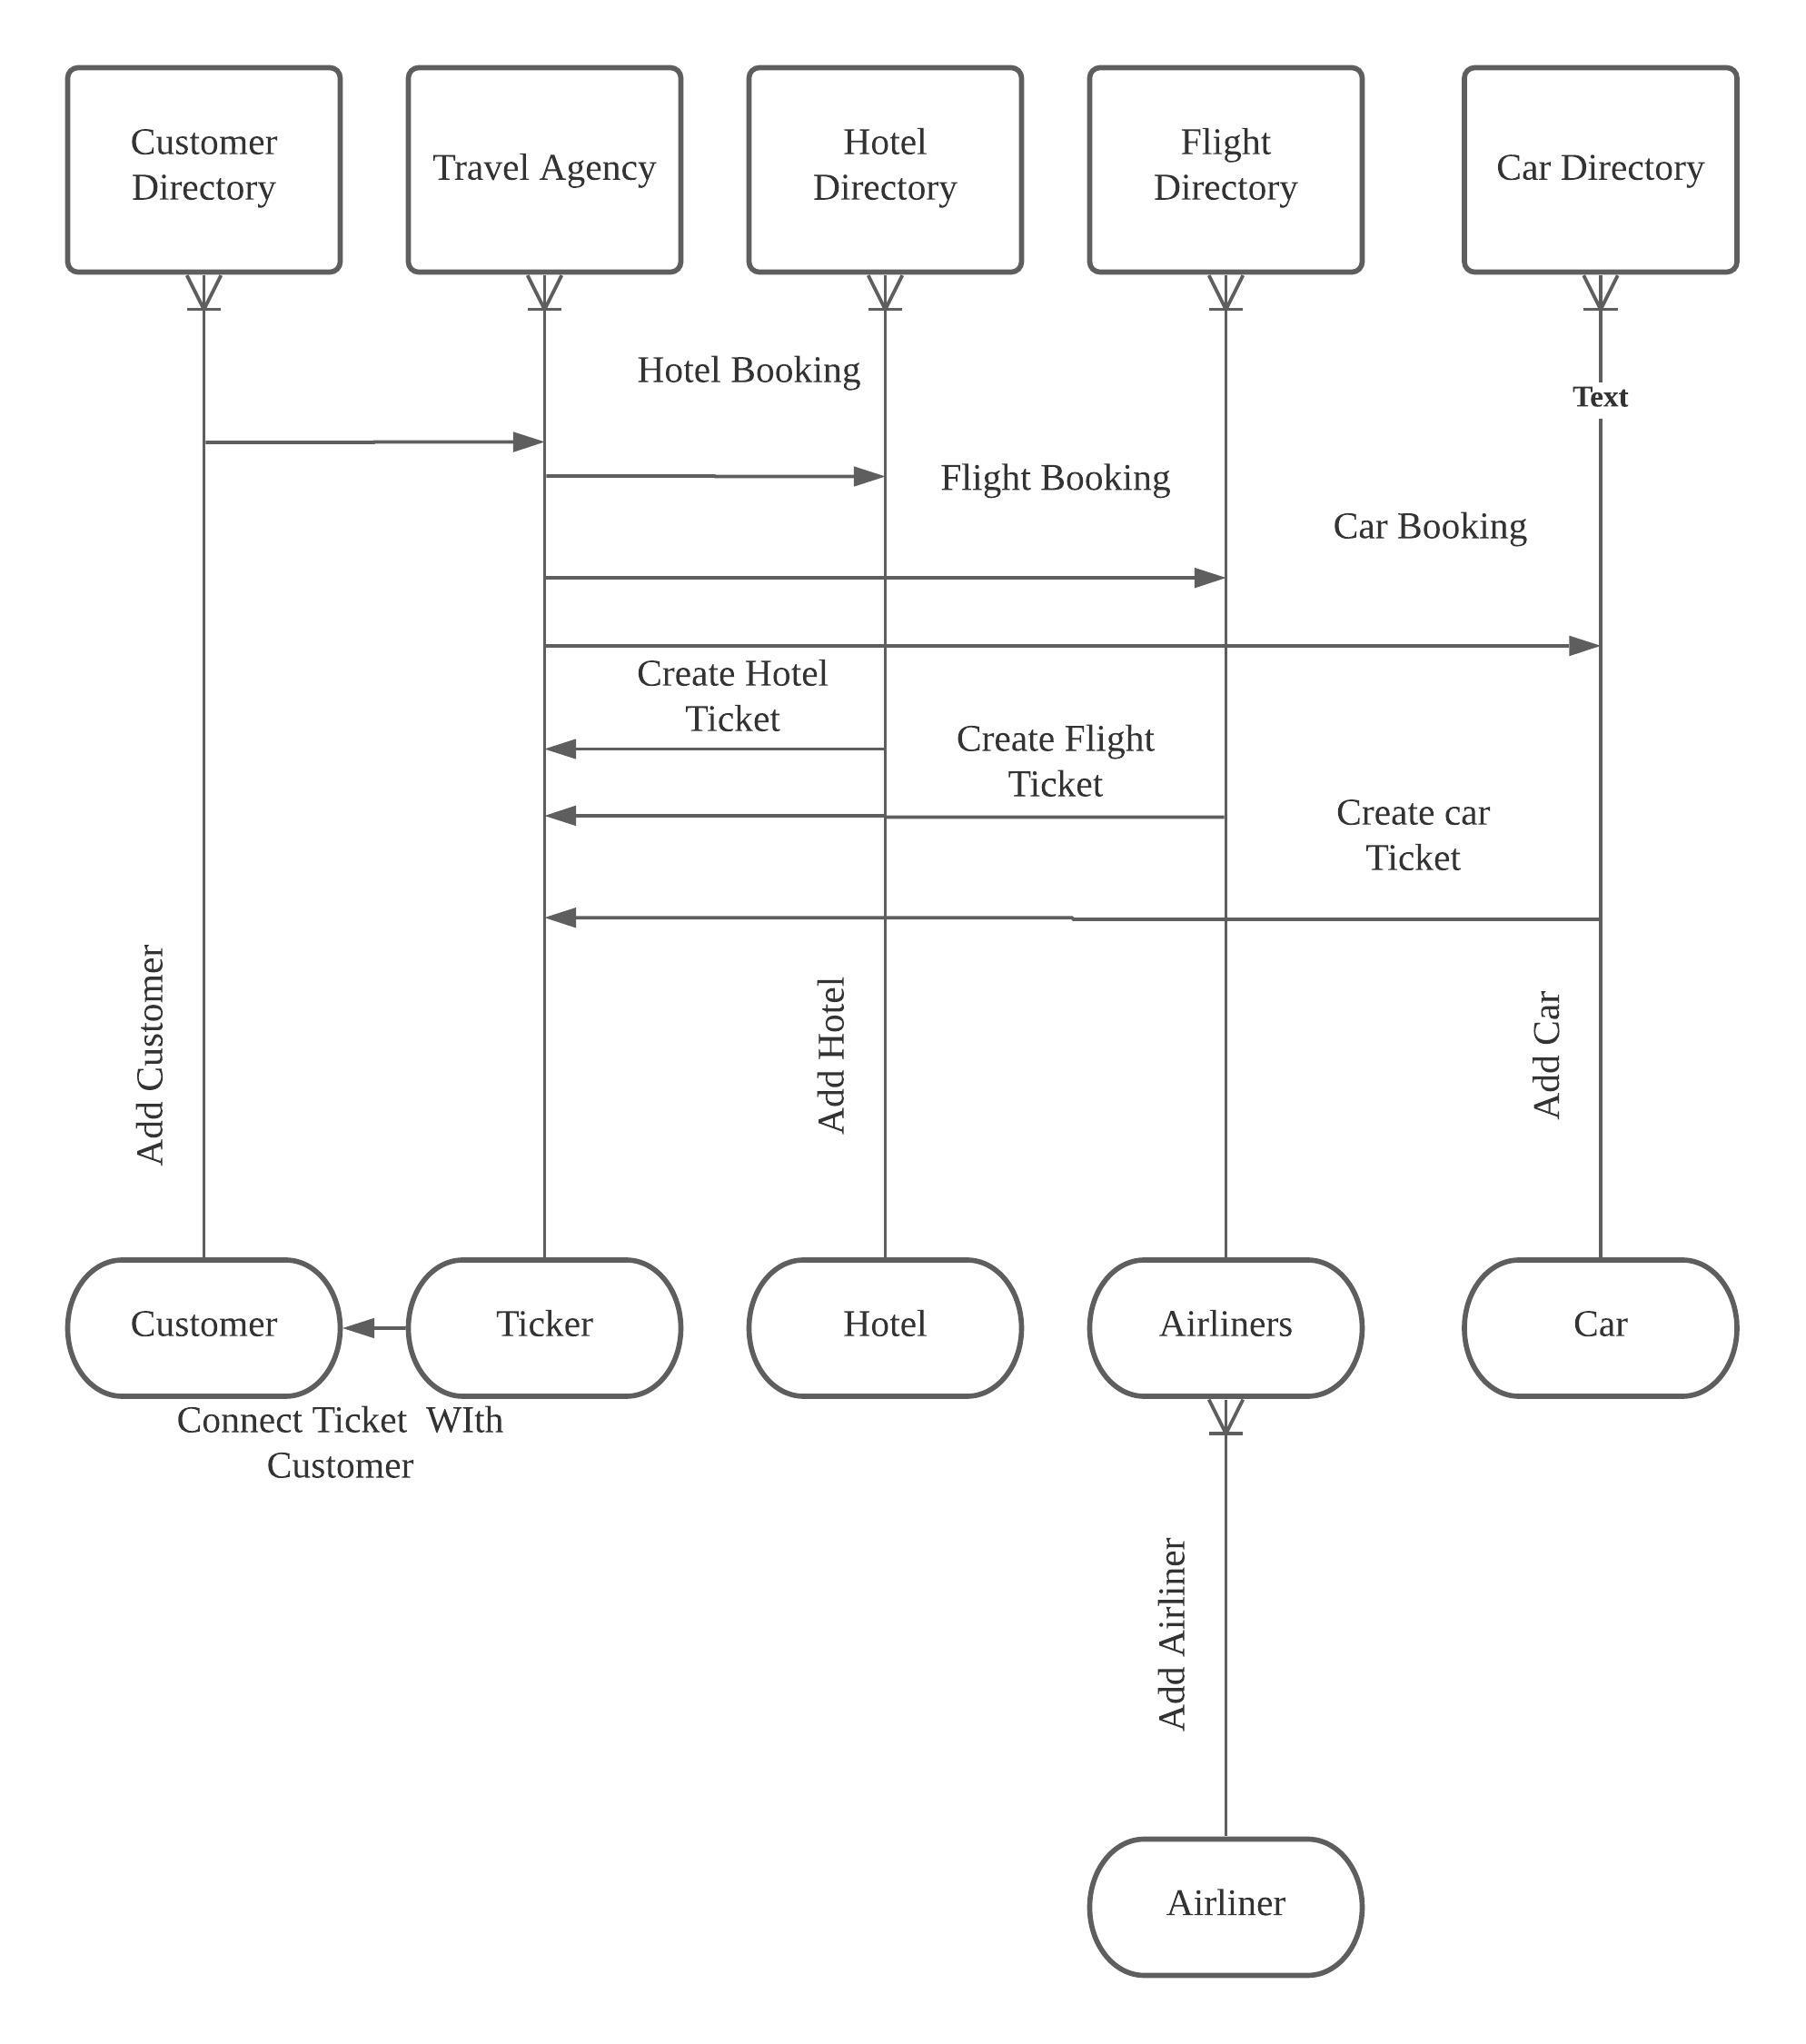 Customer
Directory
Travel Agency
Hotel
Directory
Flight
Directory
Car Directory
Hotel Booking
Text
Flight Booking
Car Booking
Create Hotel
Ticket
Create Flight
Ticket
Create car
Ticket
Add Customer
Add Hotel
Add Car
Customer
Ticker
Hotel
Airliners
Car
Connect Ticket  WIth
Customer
Add Airliner
Airliner